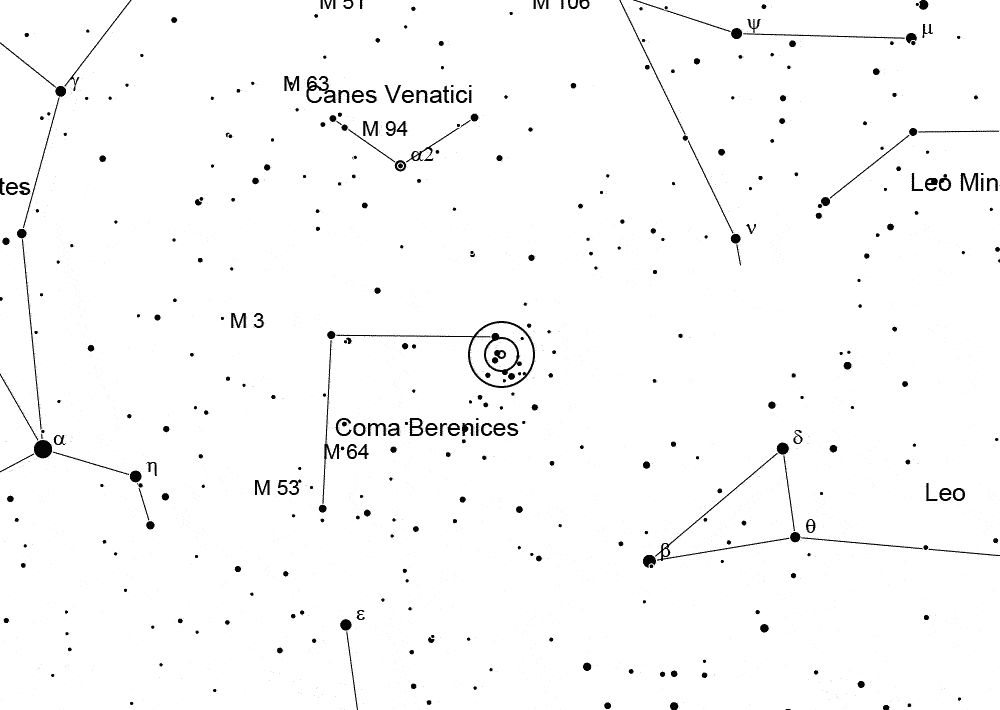 M 51
M 106
ψ
μ
γ
M 63
Canes Venatici
M 94
α2
tes
Leo Min
ν
M 3
Coma Berenices
α
δ
M 64
η
M 53
Leo
θ
β
ε